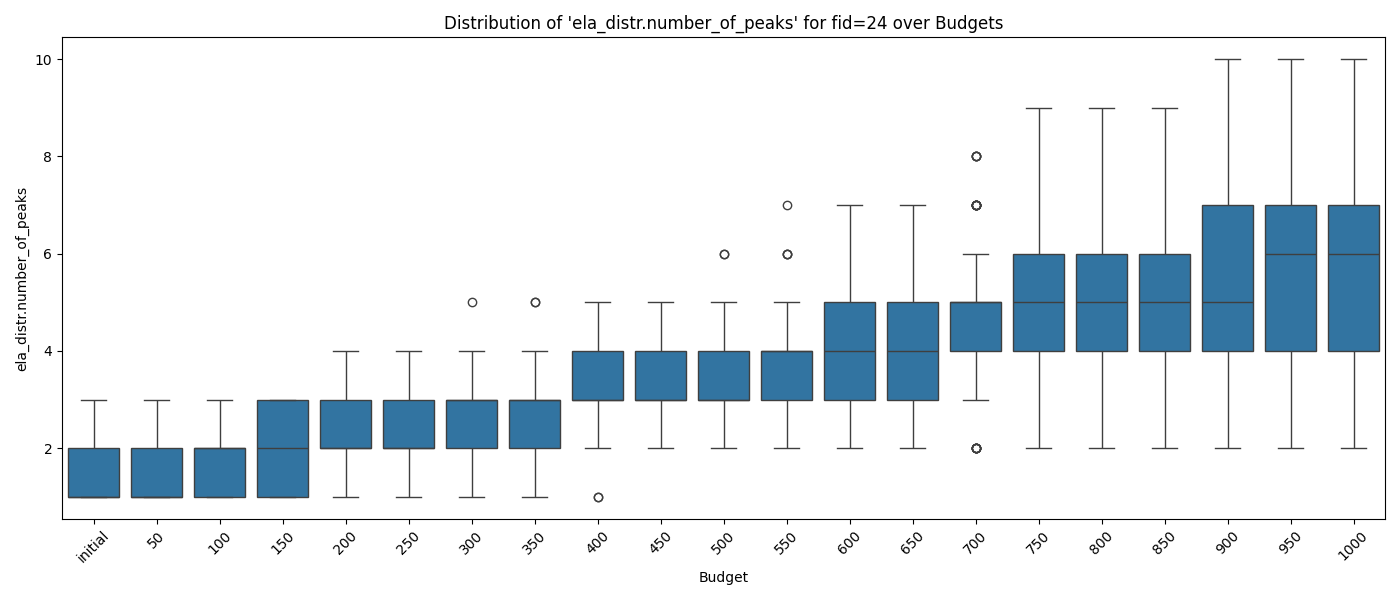 Distribution of 'ela_distr.number_of_peaks' for fid=24 over Budgets
ela_distr.number_of_peaks
10
8
6
4
2
initial 50 100 150 200 250 300 350 400 450 500 550 600 650 700 750 800 850 900 950 1000
Budget